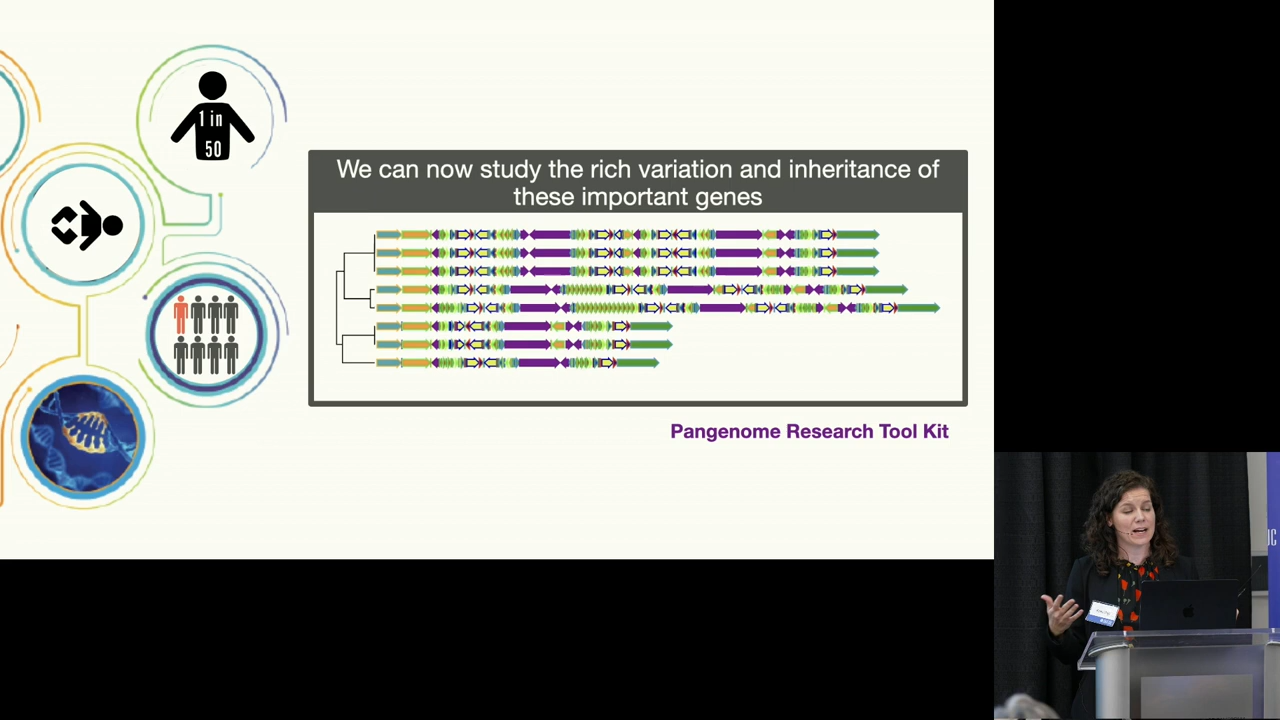 1 in
50
We can now study the rich variation and inheritance of
these important genes
Pangenome Research Tool Kit